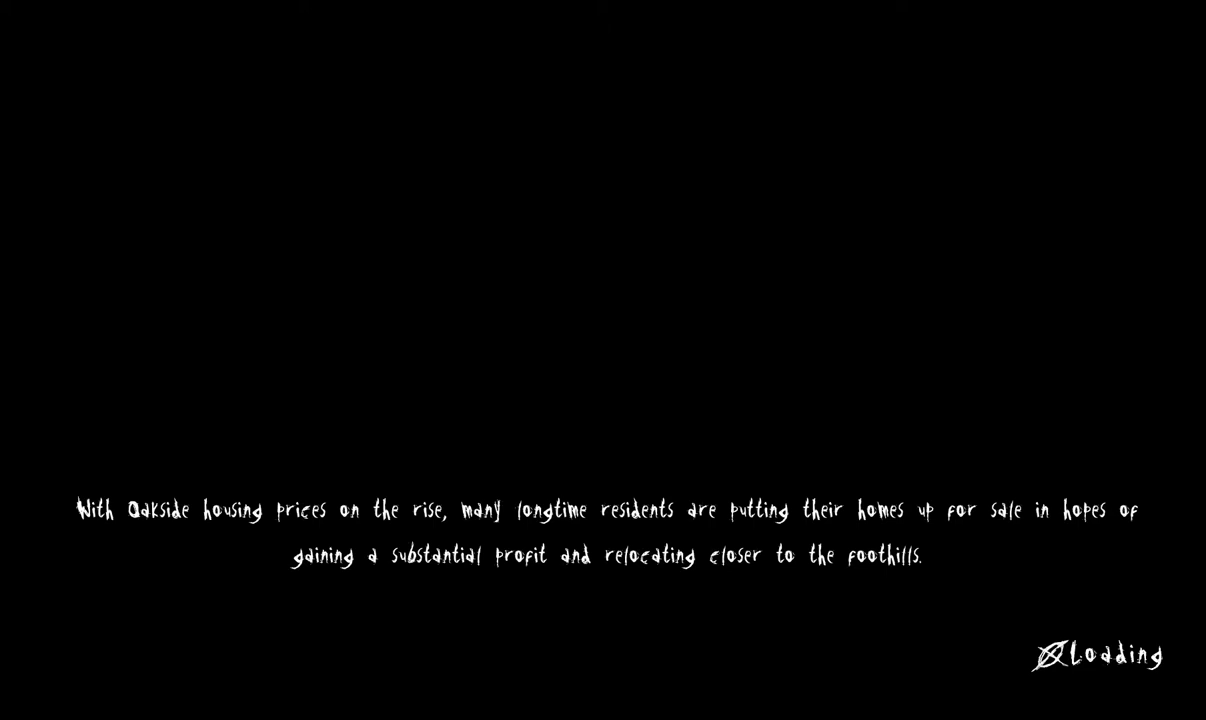 With Oakside housing prices on the rise, many longtime residents are putting their homes up for sale in hopes of
gaining a substantial profit and relocating closer to the foothills.
Loading